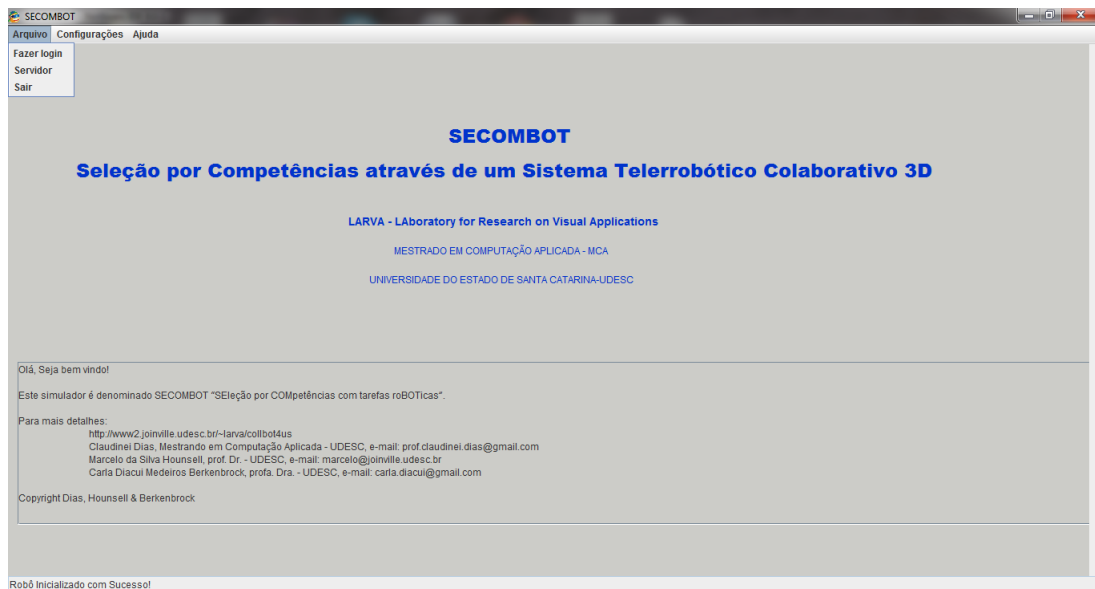 SECOMBOT
Arquivo Configurações Ajuda
Fazer login
Servidor
Sair
SECOMBOT
Seleção por Competências através de um Sistema Telerrobótico Colaborativo 3D
LARVA - LAboratory for Research on Visual Applications
MESTRADO EM COMPUTAÇÃO APLICADA - MCA
UNIVERSIDADE DO ESTADO DE SANTA CATARINA-UDESC
Olá, Seja bem vindo!
Este simulador é denominado SECOMBOT "SEleção por COMpetências com tarefas roBOTicas".
Para mais detalhes:
http://www2.joinville.udesc.br/~larva/collbot4us
Claudinei Dias, Mestrando em Computação Aplicada - UDESC, e-mail: prof.claudinei.dias@gmail.com
Marcelo da Silva Hounsell, prof. Dr. - UDESC, e-mail: marcelo@joinville.udesc.br
Carla Diacui Medeiros Berkenbrock, profa. Dra. - UDESC, e-mail: carla.diacui@gmail.com
Copyright Dias, Hounsell & Berkenbrock
Robô Inicializado com Sucesso!